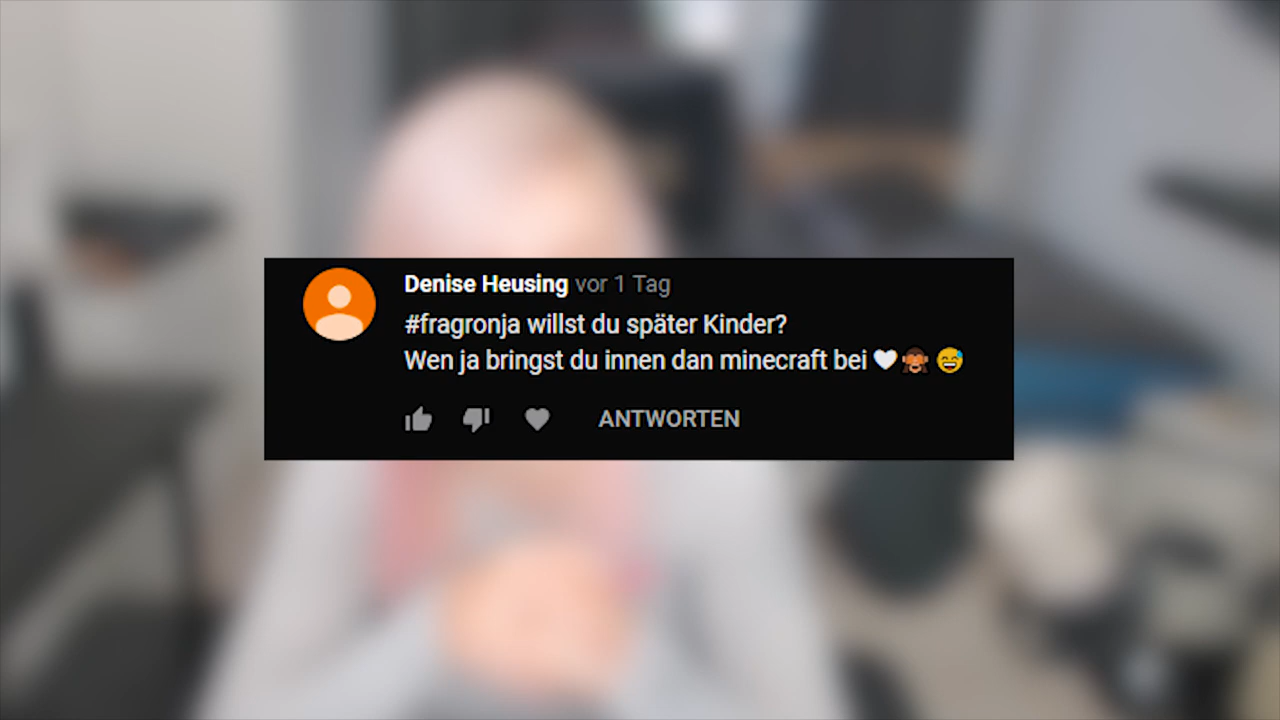 Denise Heusing vor 1 Tag
#fragronja willst du später Kinder?
Wen ja bringst du innen dan minecraft bei 🤍🙈 😅
ANTWORTEN